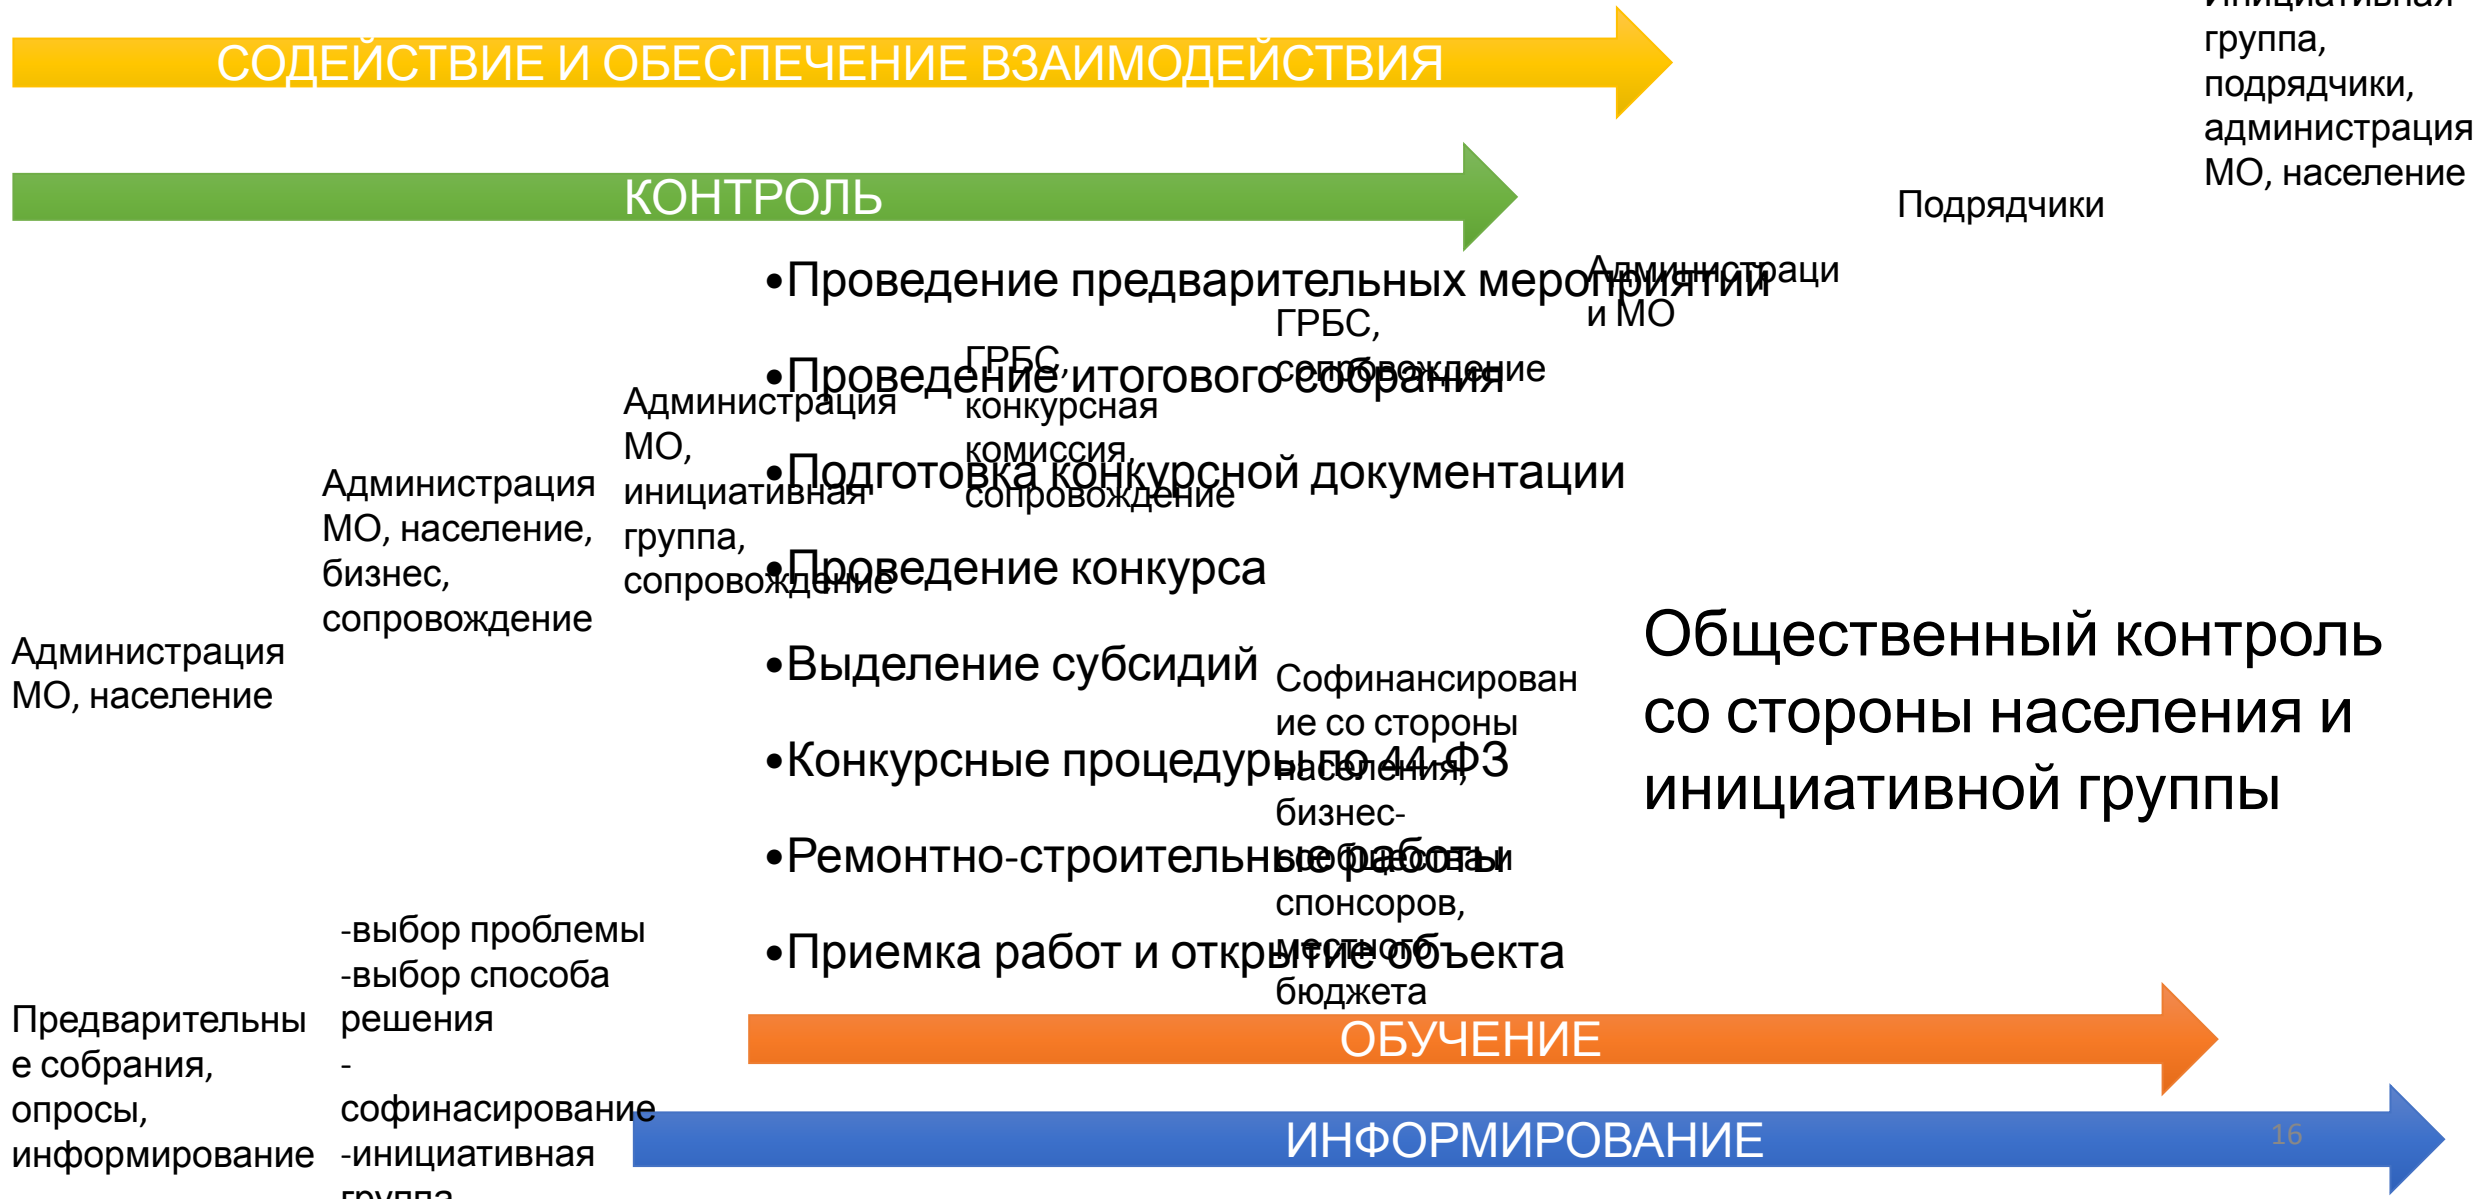 СОДЕЙСТВИЕ И ОБЕСПЕЧЕНИЕ ВЗАИМОДЕЙСТВИЯ
Инициативная
группа,
подрядчики,
администрация
МО, население
КОНТРОЛЬ
Подрядчики
•Проведение предварительных мероприятий
•Проведение итогового собрания
•Подготовка конкурсной документации
•Проведение конкурса
•Выделение субсидий
•Конкурсные процедуры по 44-ФЗ
•Ремонтно-строительные работы
•Приемка работ и открытие объекта
Администраци
и МО
ГРБС,
сопровождение
ГРБС,
конкурсная
комиссия,
сопровождение
Администрация
МО,
инициативная
группа,
сопровождение
Администрация
МО, население,
бизнес,
сопровождение
Администрация
МО, население
Софинансирован
ие со стороны
населения,
бизнес-
сообщества и
спонсоров,
местного
бюджета
Общественный контроль
со стороны населения и
инициативной группы
Предварительны
е собрания,
опросы,
информирование
-выбор проблемы
-выбор способа
решения
-
софинасирование
-инициативная
группа
ОБУЧЕНИЕ
ИНФОРМИРОВАНИЕ
16